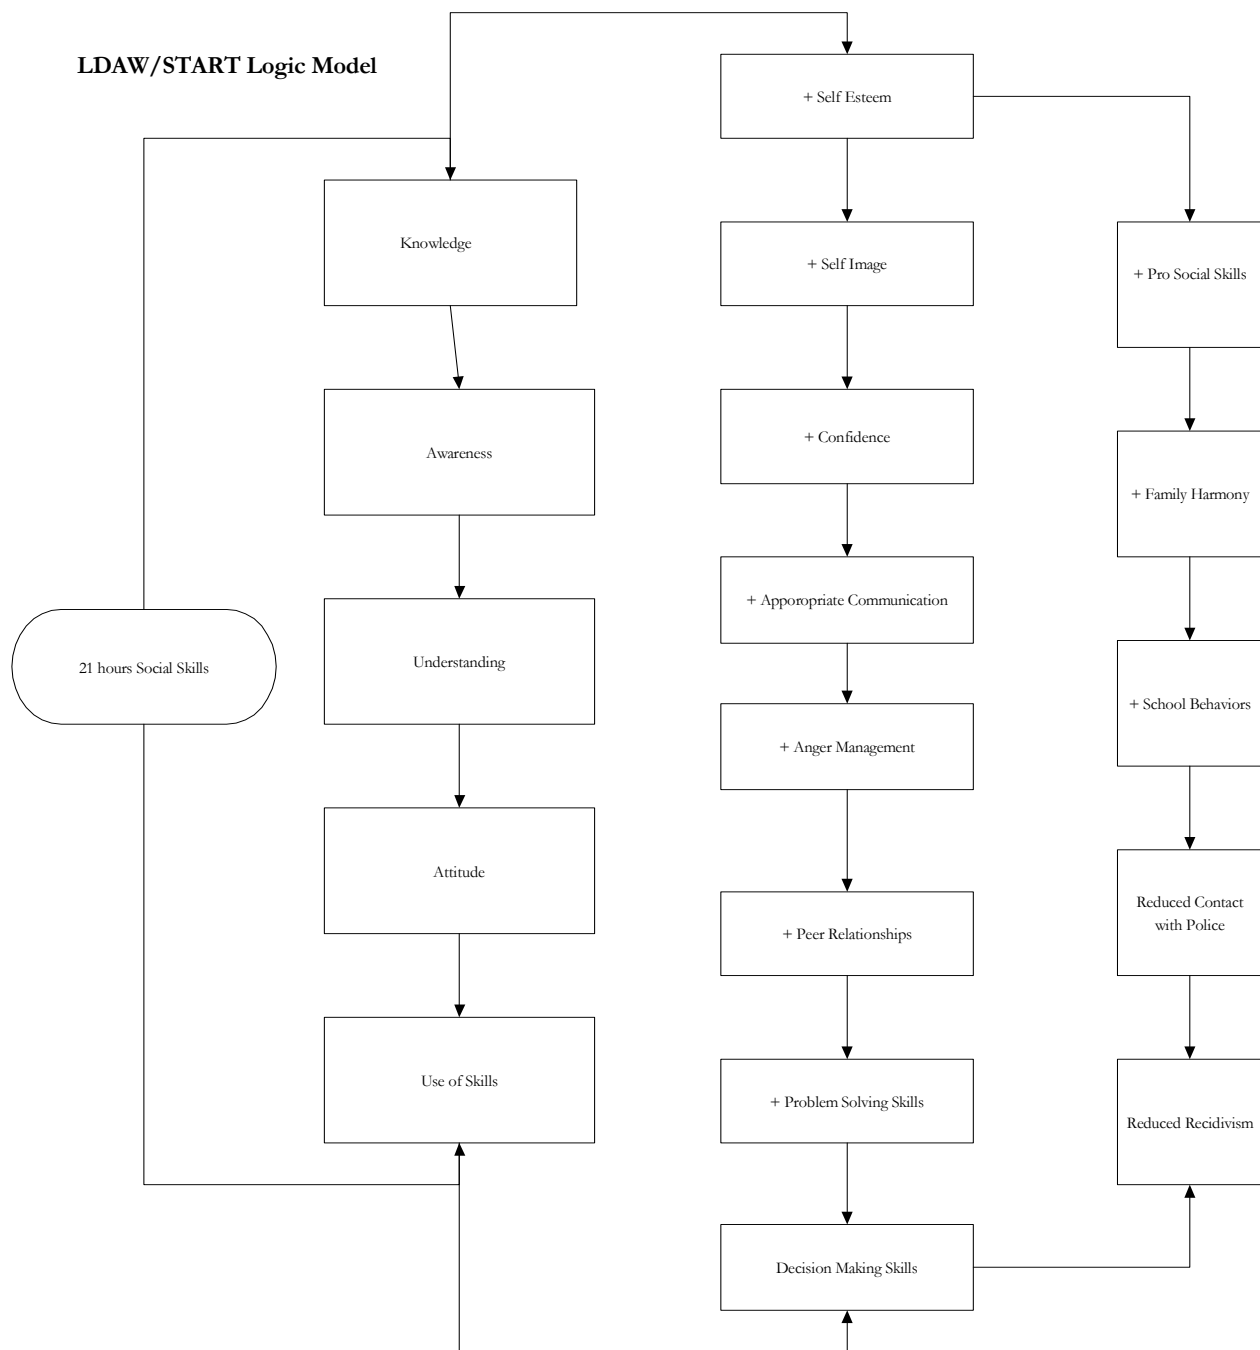 LDAW/START Logic Model
+ Self Esteem
Knowledge
+ Self Image
+ Pro Social Skills
Awareness
+ Confidence
+ Family Harmony
+ Apporopriate Communication
21 hours Social Skills
Understanding
+ School Behaviors
+ Anger Management
Attitude
+ Peer Relationships
Reduced Contact
with Police
Use of Skills
+ Problem Solving Skills
Reduced Recidivism
Decision Making Skills